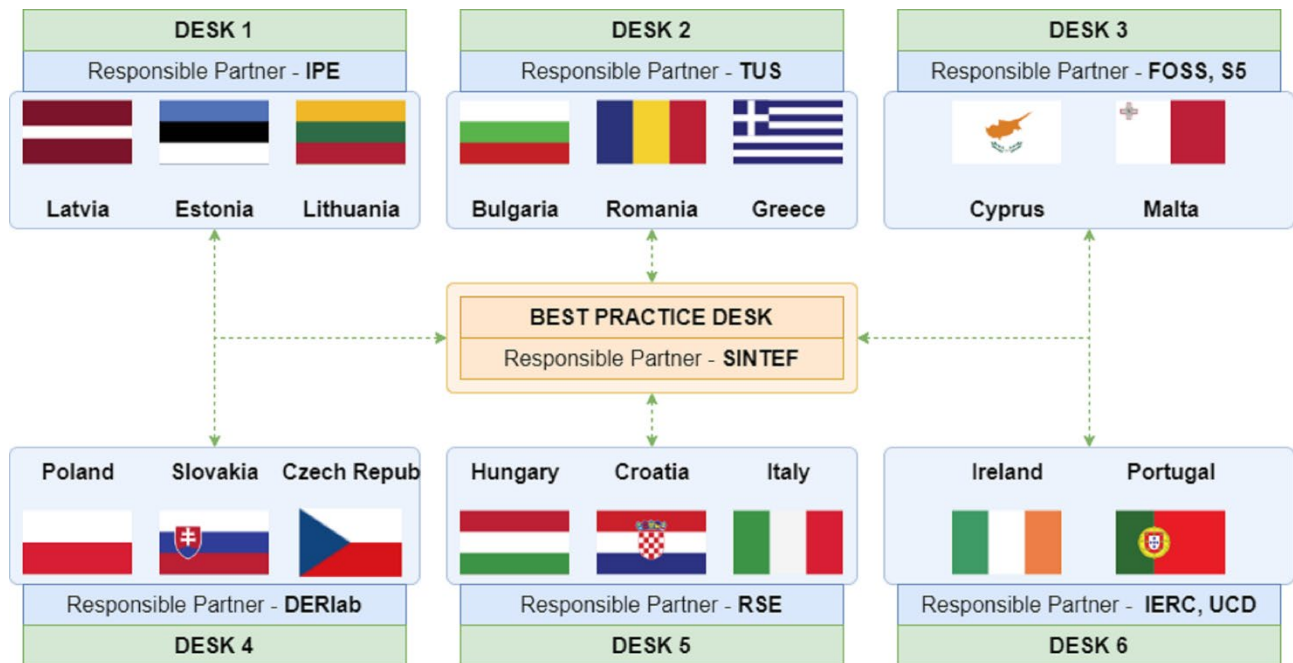 DESK 1
Responsible Partner - IPE
Latvia
Estonia
Lithuania
DESK 2
Responsible Partner - TUS
Bulgaria
Romania
Greece
DESK 3
Responsible Partner - FOSS, S5
Cyprus
Malta
BEST PRACTICE DESK
Responsible Partner - SINTEF
Poland
Slovakia
Czech Repub
Responsible Partner - DERlab
DESK 4
Hungary
Croatia
Italy
Responsible Partner - RSE
DESK 5
Ireland
Portugal
Responsible Partner - IERC, UCD
DESK 6